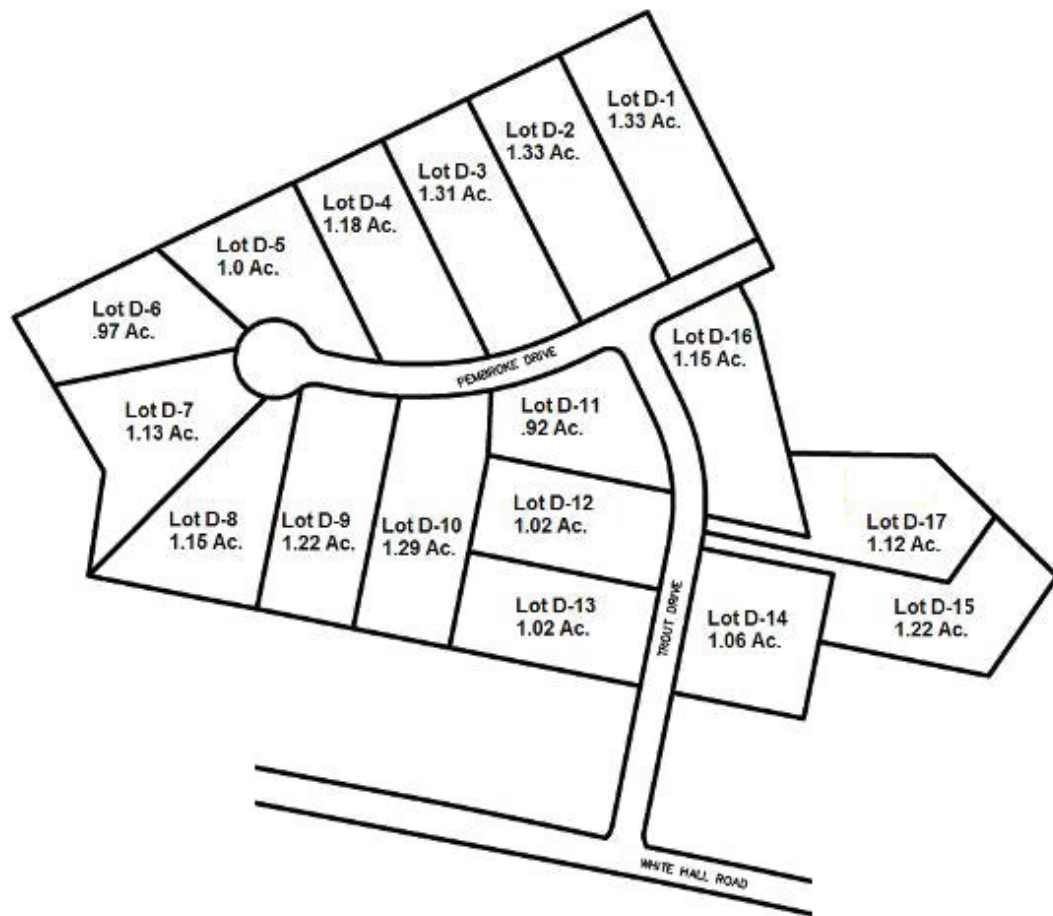 Lot D-1
1.33 Ac.
Lot D-2
1.33 Ac.
Lot D-3
1.31 Ac.
Lot D-4
1.18 Ac.
Lot D-5
1.0 Ac.
Lot D-6
.97 Ac.
Lot D-7
1.13 Ac.
Lot D-8
1.15 Ac.
Lot D-9
1.22 Ac.
Lot D-10
1.29 Ac.
Lot D-11
.92 Ac.
Lot D-12
1.02 Ac.
Lot D-13
1.02 Ac.
Lot D-14
1.06 Ac.
Lot D-15
1.22 Ac.
Lot D-16
1.15 Ac.
Lot D-17
1.12 Ac.
PEMBROKE DRIVE
TROUT DRIVE
WHITE HALL ROAD